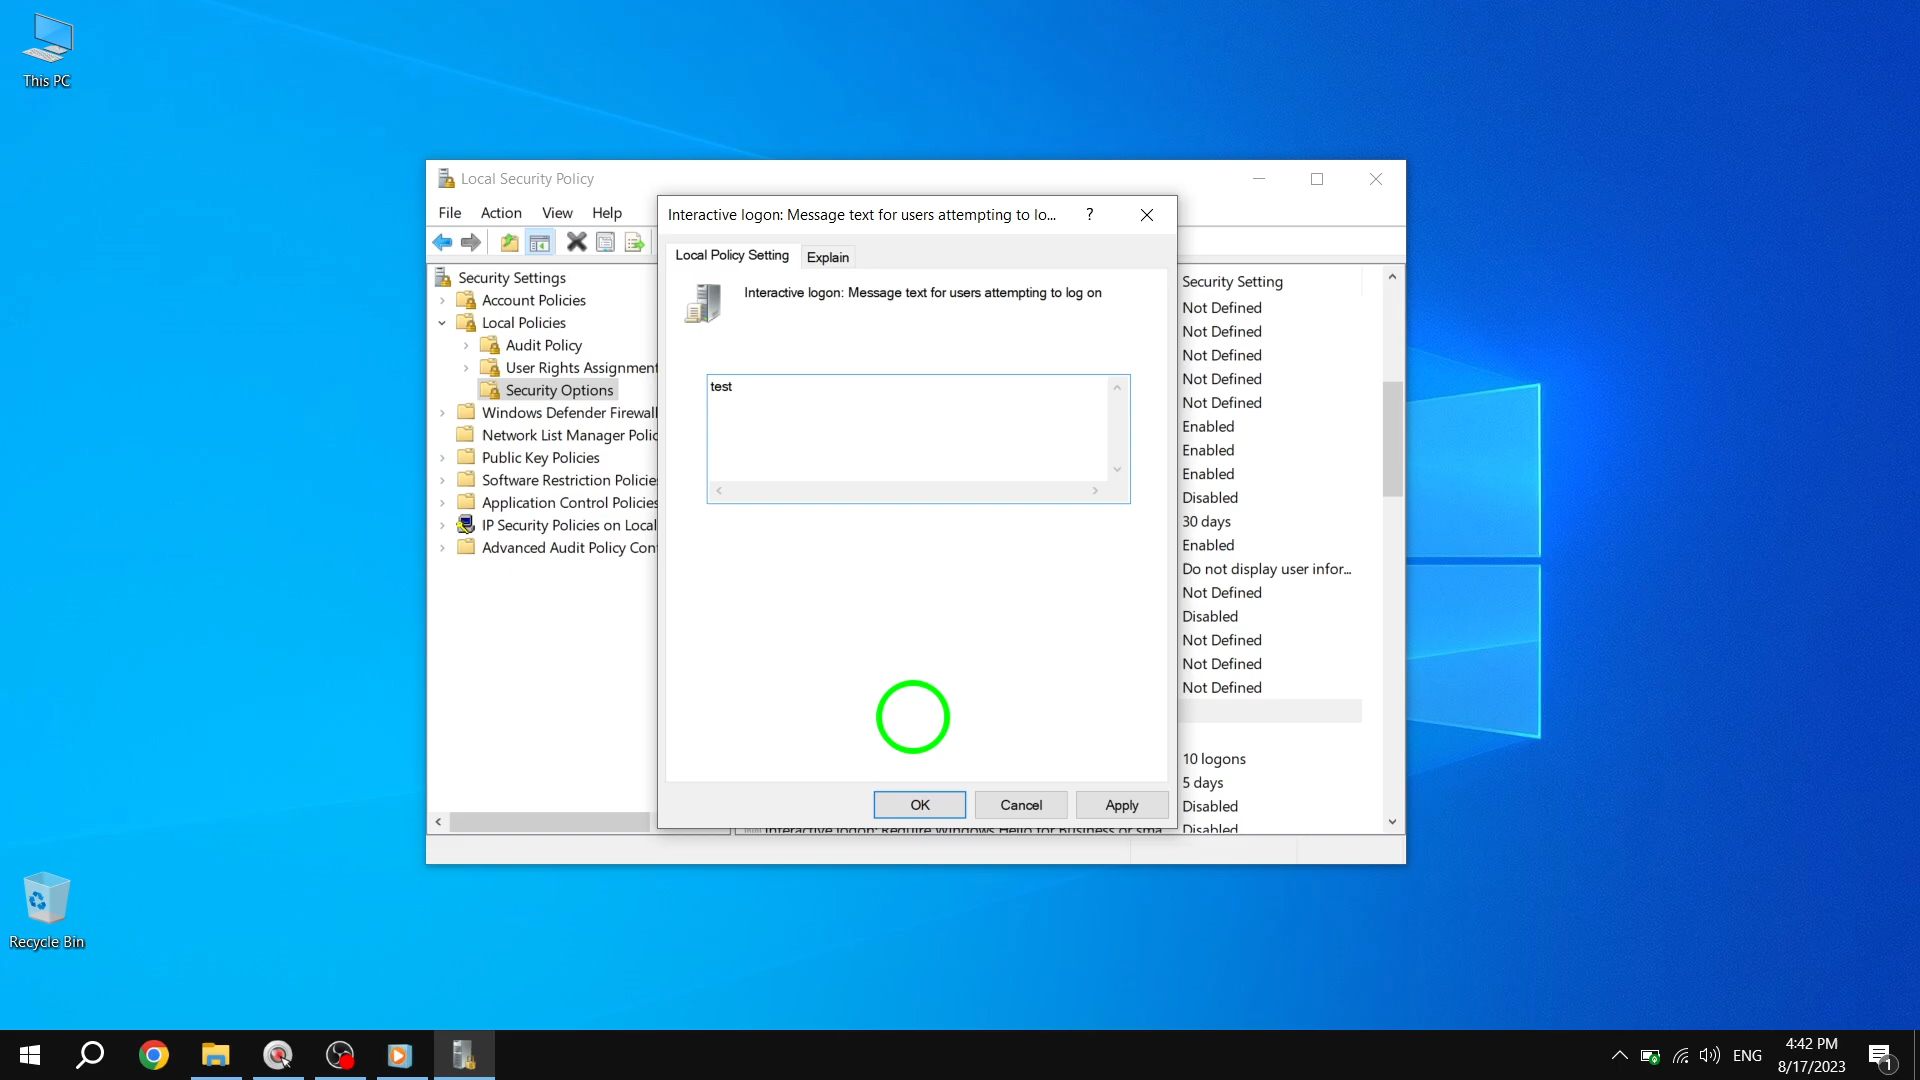 This PC
Local Security Policy
File Action View Help
Interactive logon: Message text for users attempting to lo... ?
Local Policy Setting Explain
Interactive logon: Message text for users attempting to log on
test
OK Cancel Apply
Security Settings
Account Policies
Local Policies
Audit Policy
User Rights Assignment
Security Options
Windows Defender Firewall
Network List Manager Polic
Public Key Policies
Software Restriction Policie
Application Control Policies
IP Security Policies on Local
Advanced Audit Policy Con
Security Setting
Not Defined
Not Defined
Not Defined
Not Defined
Not Defined
Enabled
Enabled
Enabled
Disabled
30 days
Enabled
Do not display user infor...
Not Defined
Disabled
Not Defined
Not Defined
Not Defined
10 logons
5 days
Disabled
Interactive logon: Require Windows Hello for Business or sma... Disabled
Recycle Bin
ENG
4:42 PM
8/17/2023
1